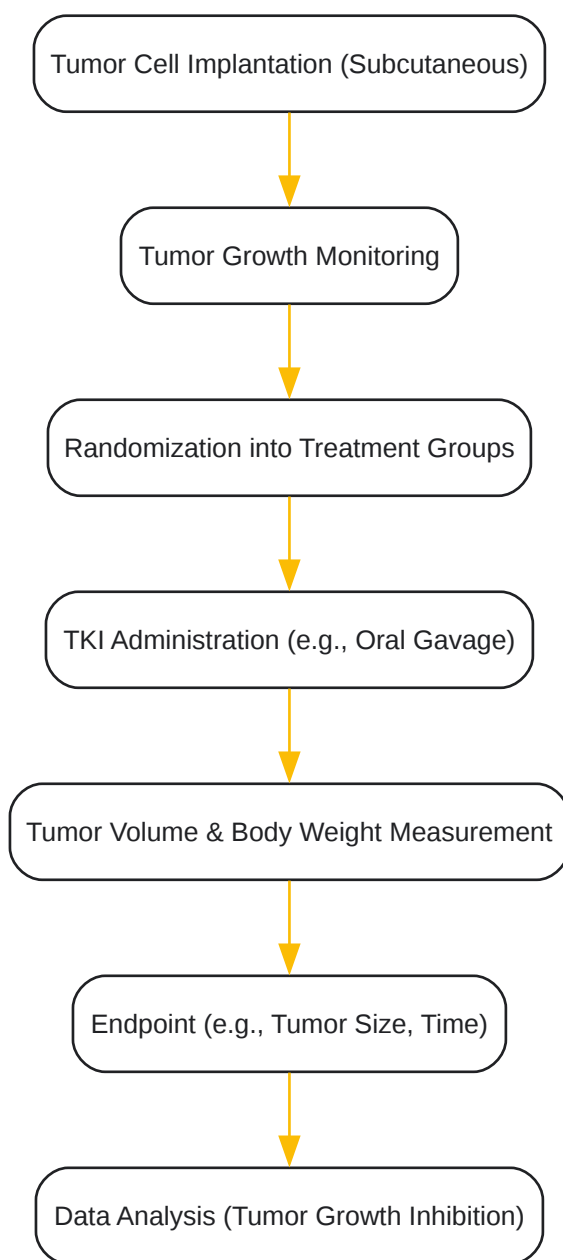 Tumor Cell Implantation (Subcutaneous)
Tumor Growth Monitoring
Randomization into Treatment Groups
TKI Administration (e.g., Oral Gavage)
Tumor Volume & Body Weight Measurement
Endpoint (e.g., Tumor Size, Time)
Data Analysis (Tumor Growth Inhibition)